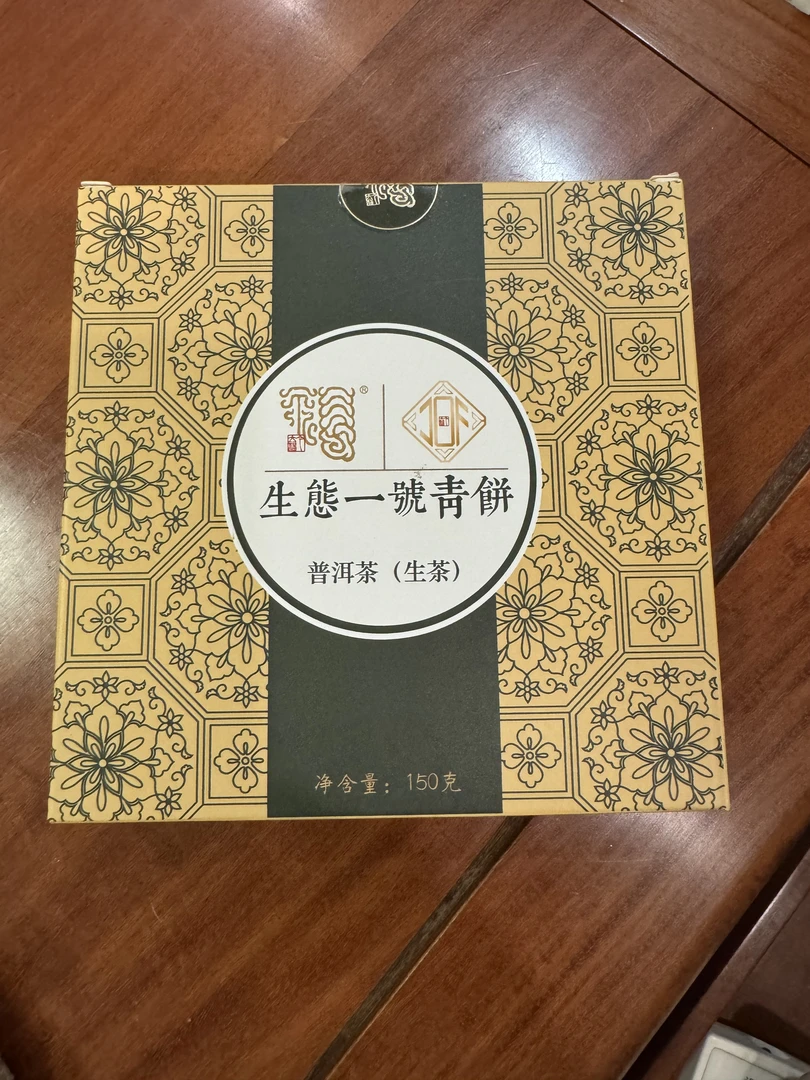 ®
生態一號青餅
普洱茶（生茶）
净含量：150克